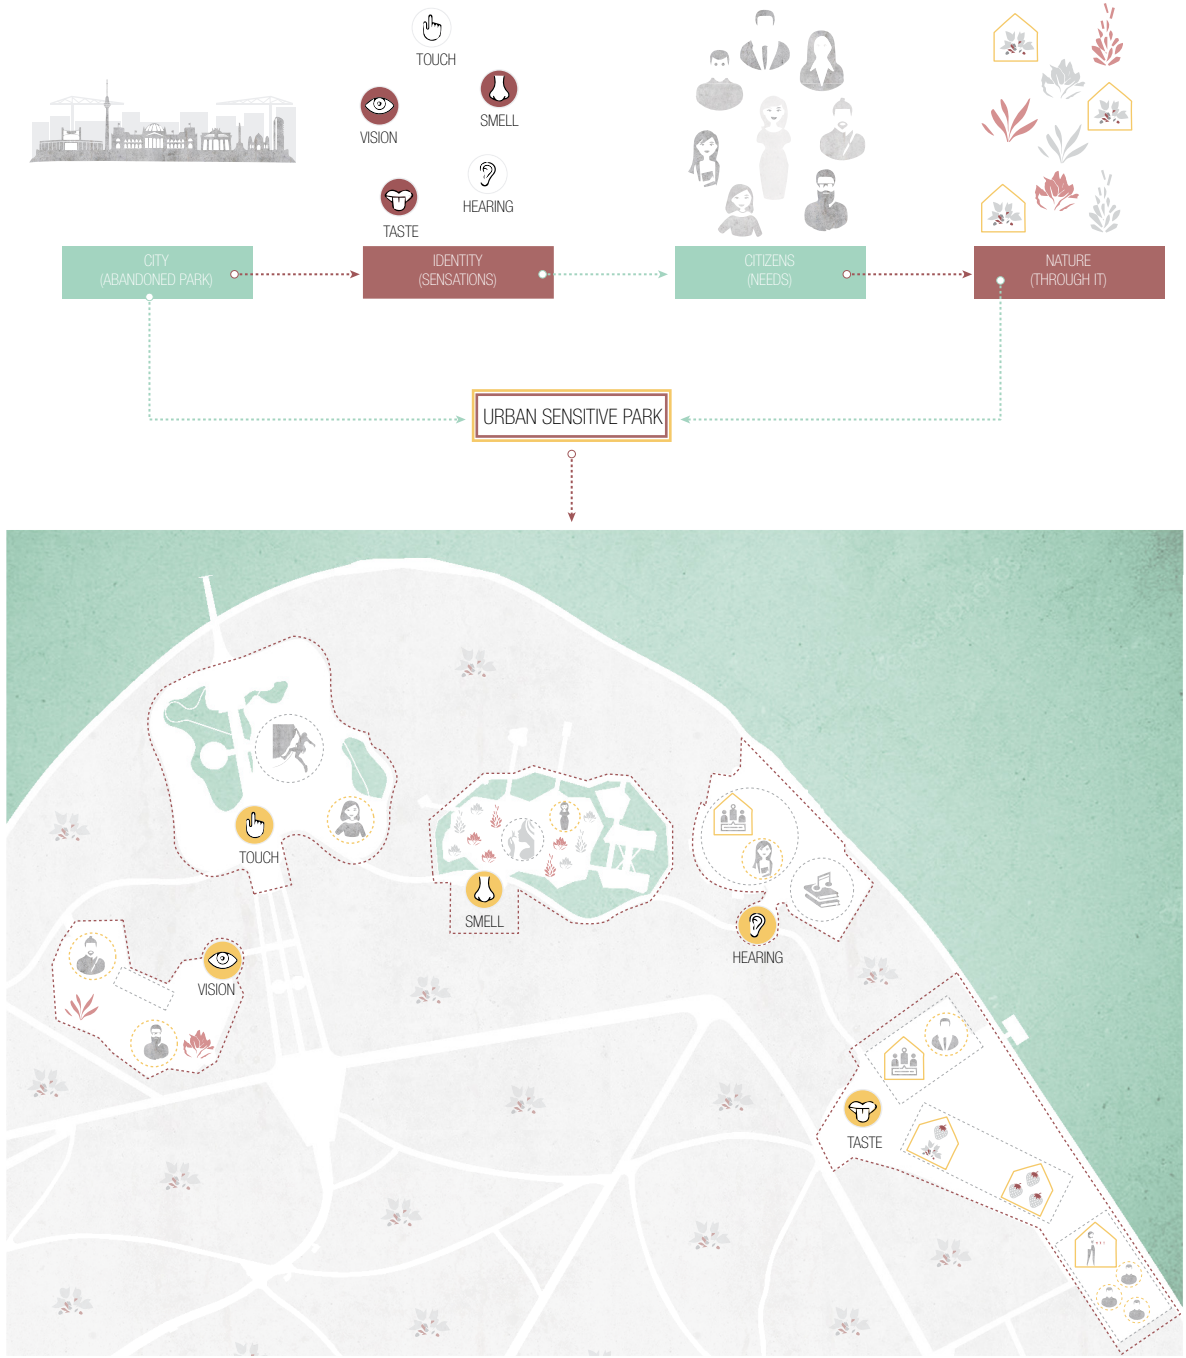 TOUCH
SMELL
VISION
HEARING
TASTE
CITY
(ABANDONED PARK)
IDENTITY
(SENSATIONS)
CITIZENS
(NEEDS)
NATURE
(THROUGH IT)
URBAN SENSITIVE PARK
TOUCH
SMELL
HEARING
VISION
TASTE